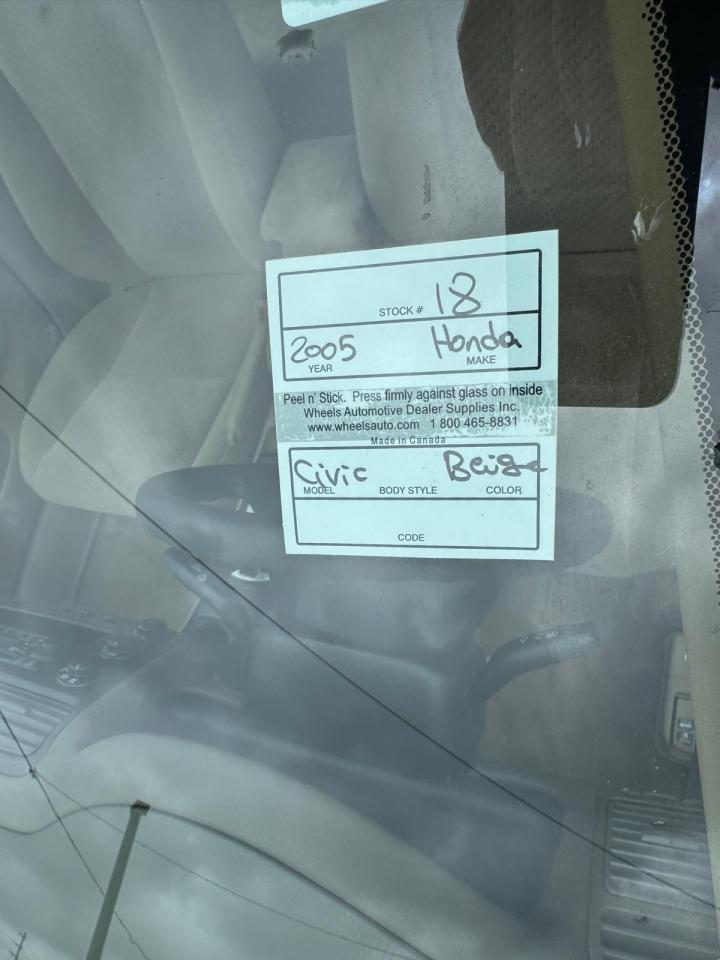 STOCK # 18
2005 Honda
YEAR MAKE
Peel n' Stick. Press firmly against glass on inside
Wheels Automotive Dealer Supplies Inc.
www.wheelsauto.com 1 800 465-8831
Made in Canada
Civic Beige
MODEL BODY STYLE COLOR
CODE